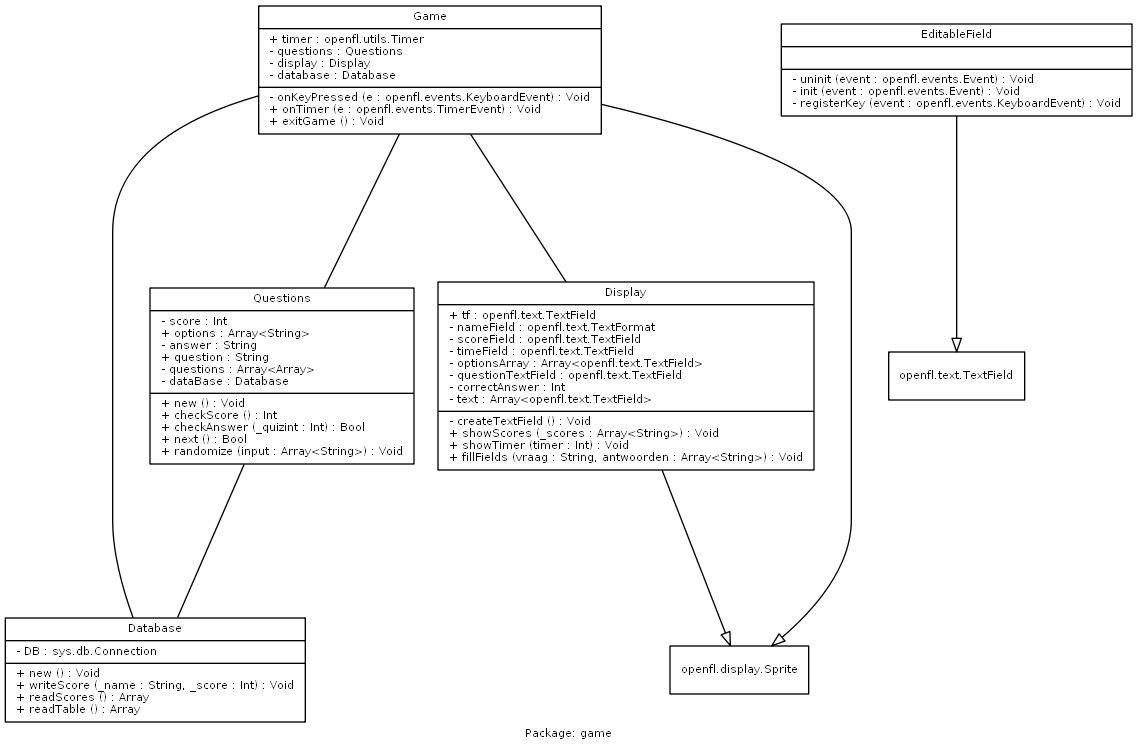 Game
+ timer : openfl.utils.Timer
- questions : Questions
- display : Display
- database : Database
- onKeyPressed (e : openfl.events.KeyboardEvent) : Void
+ onTimer (e : openfl.events.TimerEvent) : Void
+ exitGame () : Void
EditableField
- uninit (event : openfl.events.Event) : Void
- init (event : openfl.events.Event) : Void
- registerKey (event : openfl.events.KeyboardEvent) : Void
Questions
- score : Int
+ options : Array<String>
- answer : String
+ question : String
- questions : Array<Array>
- dataBase : Database
+ new () : Void
+ checkScore () : Int
+ checkAnswer (_quizint : Int) : Bool
+ next () : Bool
+ randomize (input : Array<String>) : Void
Display
+ tf : openfl.text.TextField
- nameField : openfl.text.TextFormat
- scoreField : openfl.text.TextField
- timeField : openfl.text.TextField
- optionsArray : Array<openfl.text.TextField>
- questionTextField : openfl.text.TextField
- correctAnswer : Int
- text : Array<openfl.text.TextField>
- createTextField () : Void
+ showScores (_scores : Array<String>) : Void
+ showTimer (timer : Int) : Void
+ fillFields (vraag : String, antwoorden : Array<String>) : Void
openfl.text.TextField
Database
- DB : sys.db.Connection
+ new () : Void
+ writeScore (_name : String, _score : Int) : Void
+ readScores () : Array
+ readTable () : Array
openfl.display.Sprite
Package: game